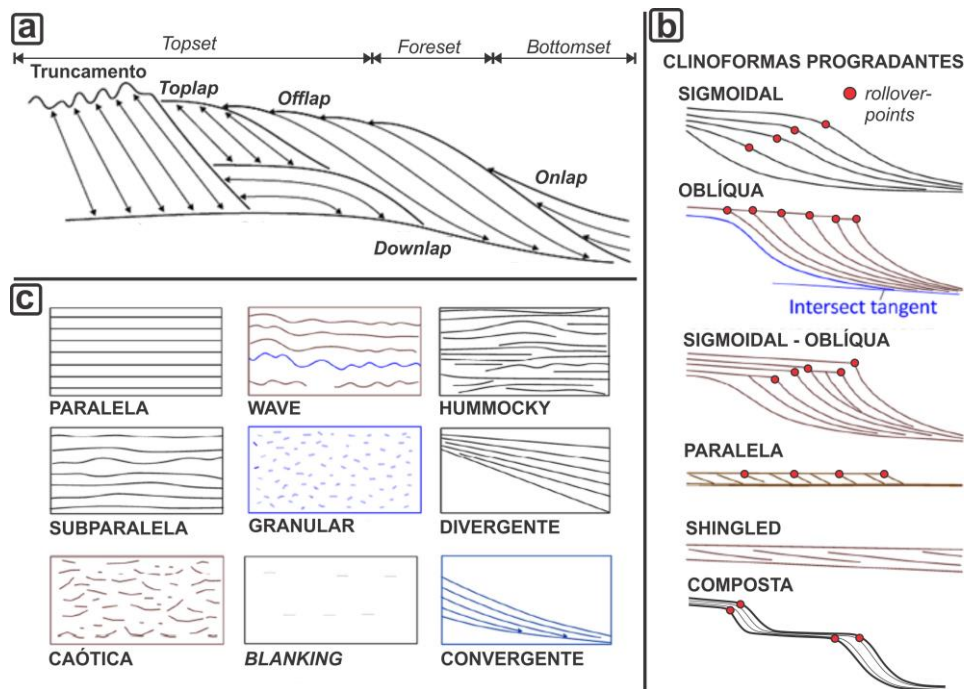 a
Topset
Foreset
Bottomset
Truncamento
Toplap
Offlap
Onlap
Downlap
b
CLINOFORMAS PROGRADANTES
SIGMOIDAL
rollover-
points
OBLÍQUA
Intersect tangent
SIGMOIDAL - OBLÍQUA
PARALELA
SHINGLED
COMPOSTA
c
PARALELA
WAVE
HUMMOCKY
SUBPARALELA
GRANULAR
DIVERGENTE
CAÓTICA
BLANKING
CONVERGENTE